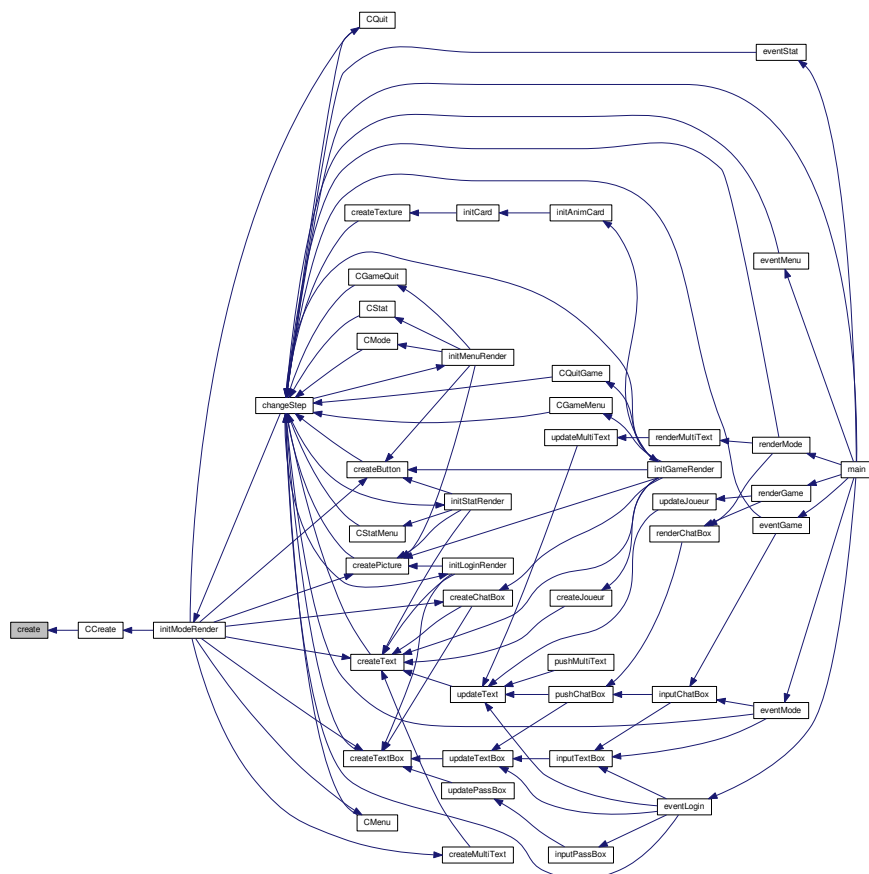 CQuit
eventStat
createTexture
initCard
initAnimCard
eventMenu
CGameQuit
CStat
CMode
initMenuRender
CQuitGame
changeStep
CGameMenu
updateMultiText
renderMultiText
renderMode
createButton
initGameRender
main
initStatRender
updateJoueur
renderGame
CStatMenu
renderChatBox
eventGame
createPicture
initLoginRender
createChatBox
createJoueur
create
CCreate
initModeRender
createText
pushMultiText
updateText
pushChatBox
inputChatBox
eventMode
createTextBox
updateTextBox
inputTextBox
updatePassBox
eventLogin
CMenu
createMultiText
inputPassBox